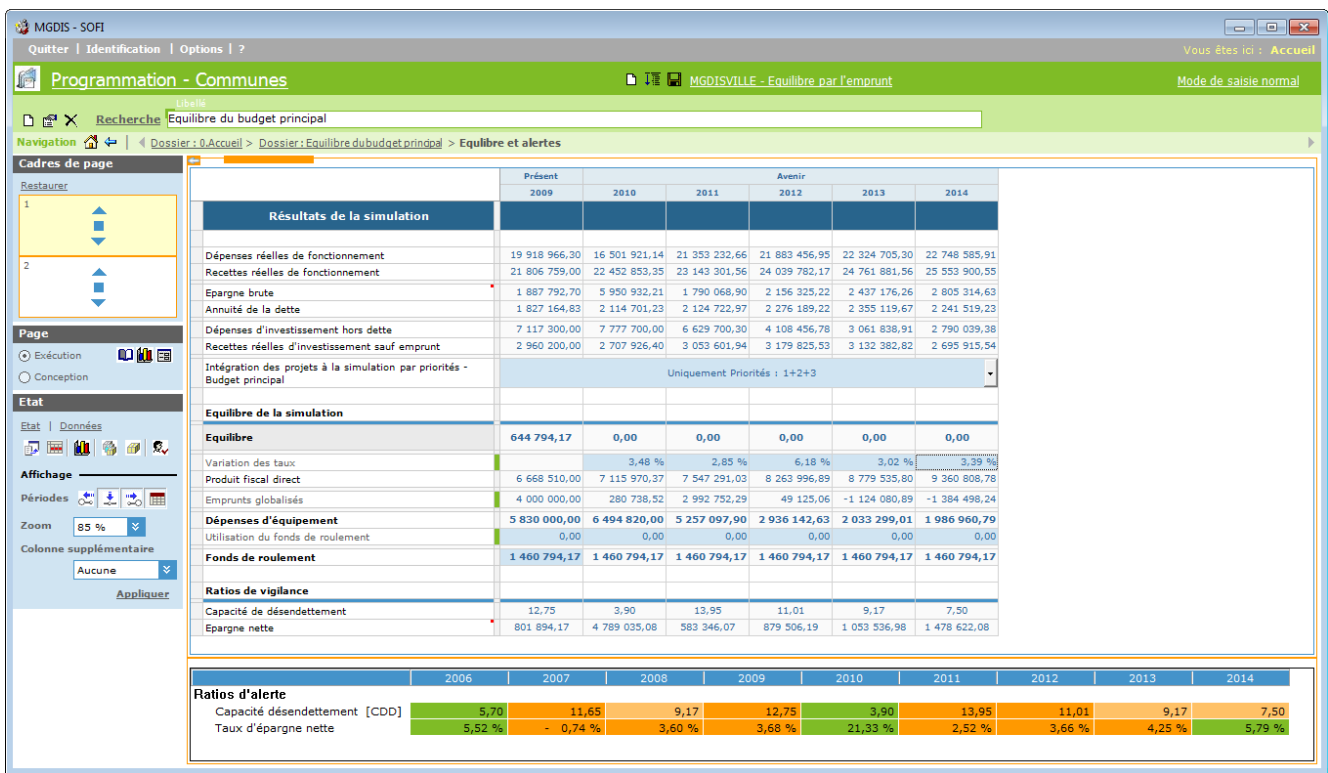 MGDIS - SOFI
Quitter | Identification | Options | ? Vous êtes ici : Accueil
Programmation - Communes MGDISVILLE - Equilibre par l'emprunt Mode de saisie normal
Libellé
Recherche Equilibre du budget principal
Navigation Dossier : 0.Accueil > Dossier : Equilibre du budget principal > Equlibre et alertes
Cadres de page
Restaurer
1
2
Page
Exécution
Conception
Etat
Etat | Données
Affichage
Périodes
Zoom 85 %
Colonne supplémentaire
Aucune
Appliquer
Présent Avenir
2009 2010 2011 2012 2013 2014
Résultats de la simulation
Dépenses réelles de fonctionnement 19 918 966,30 16 501 921,14 21 353 232,66 21 883 456,95 22 324 705,30 22 748 585,91
Recettes réelles de fonctionnement 21 806 759,00 22 452 853,35 23 143 301,56 24 039 782,17 24 761 881,56 25 553 900,55
Epargne brute 1 887 792,70 5 950 932,21 1 790 068,90 2 156 325,22 2 437 176,26 2 805 314,63
Annuité de la dette 1 827 164,83 2 114 701,23 2 124 722,97 2 276 189,22 2 355 119,67 2 241 519,23
Dépenses d'investissement hors dette 7 117 300,00 7 777 700,00 6 629 700,30 4 108 456,78 3 061 838,91 2 790 039,38
Recettes réelles d'investissement sauf emprunt 2 960 200,00 2 707 926,40 3 053 601,94 3 179 825,53 3 132 382,82 2 695 915,54
Intégration des projets à la simulation par priorités -
Budget principal Uniquement Priorités : 1+2+3
Equilibre de la simulation
Equilibre 644 794,17 0,00 0,00 0,00 0,00 0,00
Variation des taux 3,48 % 2,85 % 6,18 % 3,02 % 3,39 %
Produit fiscal direct 6 668 510,00 7 115 970,37 7 547 291,03 8 263 996,89 8 779 535,80 9 360 808,78
Emprunts globalisés 4 000 000,00 280 738,52 2 992 752,29 49 125,06 -1 124 080,89 -1 384 498,24
Dépenses d'équipement 5 830 000,00 6 494 820,00 5 257 097,90 2 936 142,63 2 033 299,01 1 986 960,79
Utilisation du fonds de roulement 0,00 0,00 0,00 0,00 0,00 0,00
Fonds de roulement 1 460 794,17 1 460 794,17 1 460 794,17 1 460 794,17 1 460 794,17 1 460 794,17
Ratios de vigilance
Capacité de désendettement 12,75 3,90 13,95 11,01 9,17 7,50
Epargne nette 801 894,17 4 789 035,08 583 346,07 879 506,19 1 053 536,98 1 478 622,08
2006 2007 2008 2009 2010 2011 2012 2013 2014
Ratios d'alerte
Capacité désendettement [CDD] 5,70 11,65 9,17 12,75 3,90 13,95 11,01 9,17 7,50
Taux d'épargne nette 5,52 % - 0,74 % 3,60 % 3,68 % 21,33 % 2,52 % 3,66 % 4,25 % 5,79 %